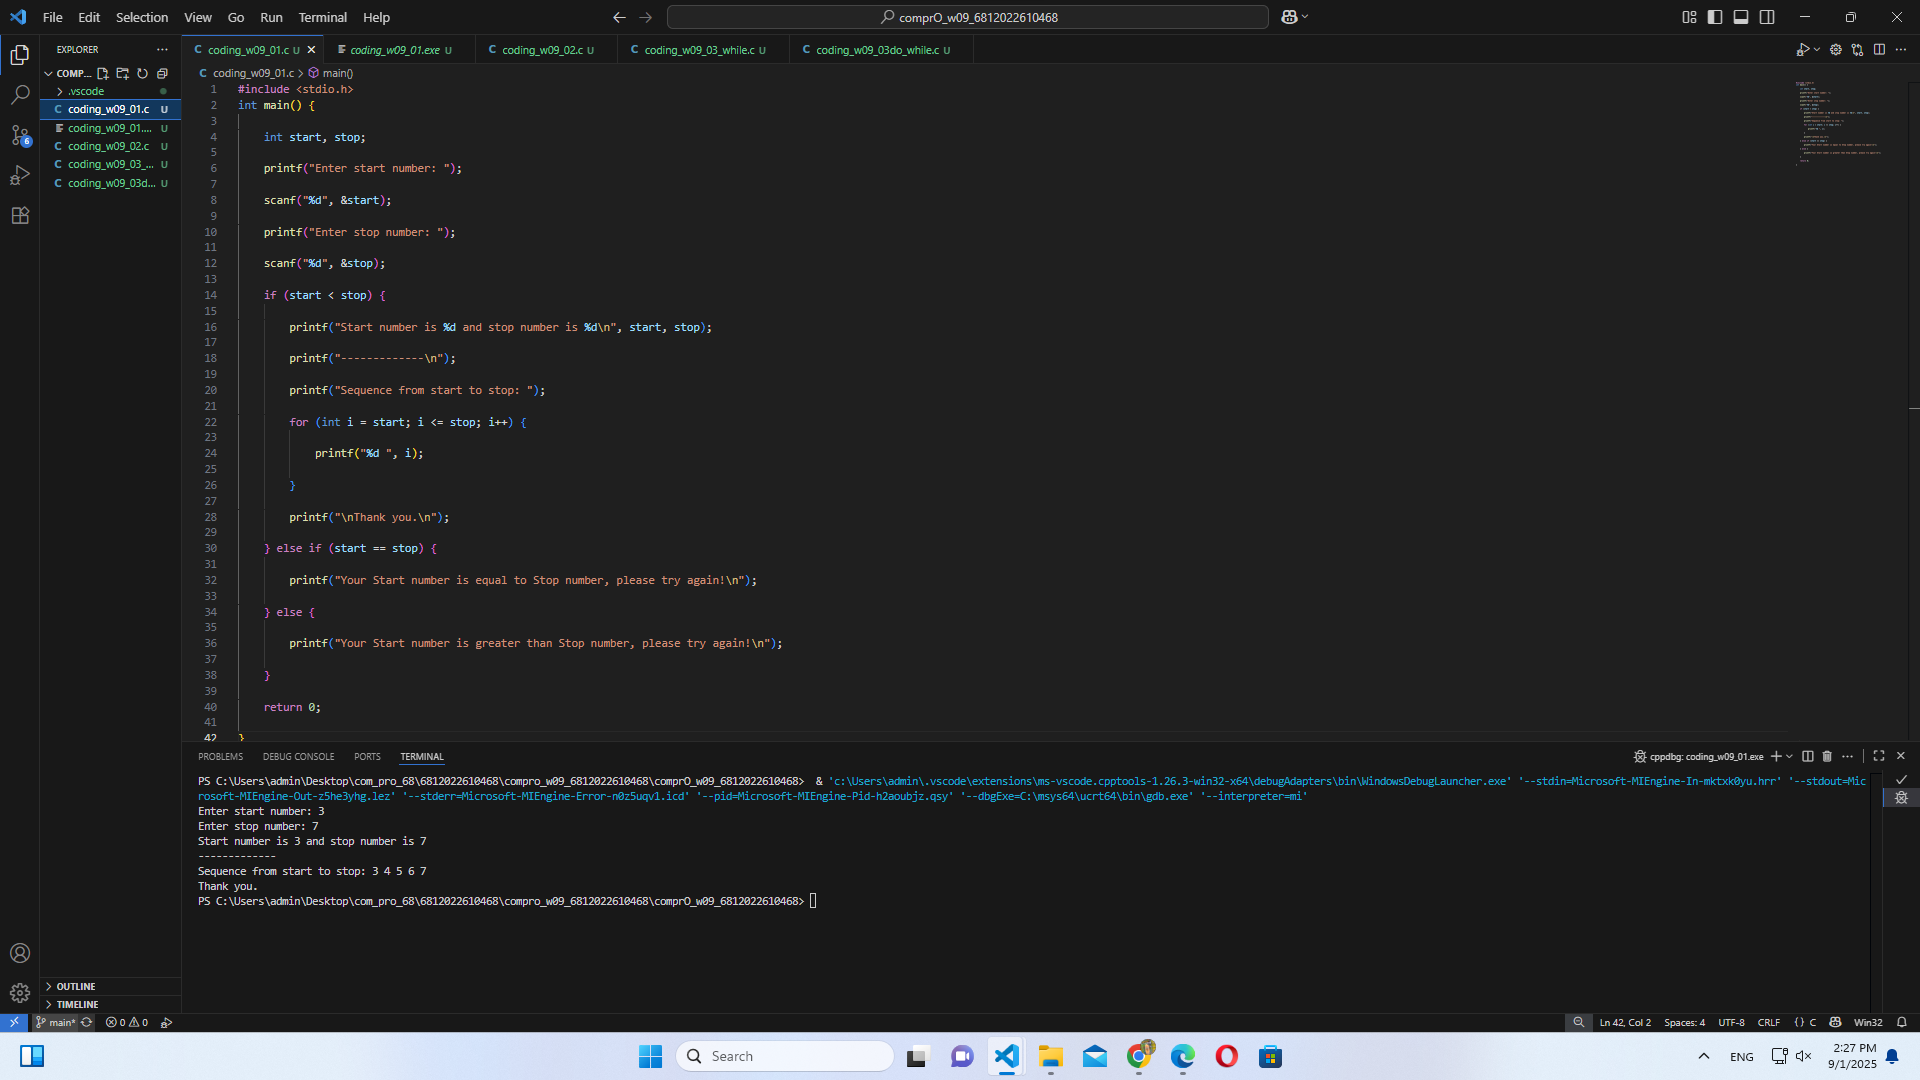 File Edit Selection View Go Run Terminal Help
comprO_w09_6812022610468
EXPLORER
COMP...
.vscode
coding_w09_01.c U
coding_w09_01.... U
coding_w09_02.c U
coding_w09_03_... U
coding_w09_03d... U
OUTLINE
TIMELINE
coding_w09_01.c U coding_w09_01.exe U coding_w09_02.c U coding_w09_03_while.c U coding_w09_03do_while.c U
coding_w09_01.c > main()
1 #include <stdio.h>
2 int main() {
3
4 int start, stop;
5
6 printf("Enter start number: ");
7
8 scanf("%d", &start);
9
10 printf("Enter stop number: ");
11
12 scanf("%d", &stop);
13
14 if (start < stop) {
15
16 printf("Start number is %d and stop number is %d\n", start, stop);
17
18 printf("-------------\n");
19
20 printf("Sequence from start to stop: ");
21
22 for (int i = start; i <= stop; i++) {
23
24 printf("%d ", i);
25
26 }
27
28 printf("\nThank you.\n");
29
30 } else if (start == stop) {
31
32 printf("Your Start number is equal to Stop number, please try again!\n");
33
34 } else {
35
36 printf("Your Start number is greater than Stop number, please try again!\n");
37
38 }
39
40 return 0;
41
42 }
PROBLEMS DEBUG CONSOLE PORTS TERMINAL
cppdbg: coding_w09_01.exe
PS C:\Users\admin\Desktop\com_pro_68\6812022610468\compro_w09_6812022610468\comprO_w09_6812022610468> & 'c:\Users\admin\.vscode\extensions\ms-vscode.cpptools-1.26.3-win32-x64\debugAdapters\bin\WindowsDebugLauncher.exe' '--stdin=Microsoft-MIEngine-In-mktxk0yu.hrr' '--stdout=Mic
rosoft-MIEngine-Out-z5he3yhg.lez' '--stderr=Microsoft-MIEngine-Error-n0z5uqv1.icd' '--pid=Microsoft-MIEngine-Pid-h2aoubjz.qsy' '--dbgExe=C:\msys64\ucrt64\bin\gdb.exe' '--interpreter=mi'
Enter start number: 3
Enter stop number: 7
Start number is 3 and stop number is 7
-------------
Sequence from start to stop: 3 4 5 6 7
Thank you.
PS C:\Users\admin\Desktop\com_pro_68\6812022610468\compro_w09_6812022610468\comprO_w09_6812022610468>
main* 0 0 Ln 42, Col 2 Spaces: 4 UTF-8 CRLF {} C Win32
6
Search
ENG
2:27 PM
9/1/2025